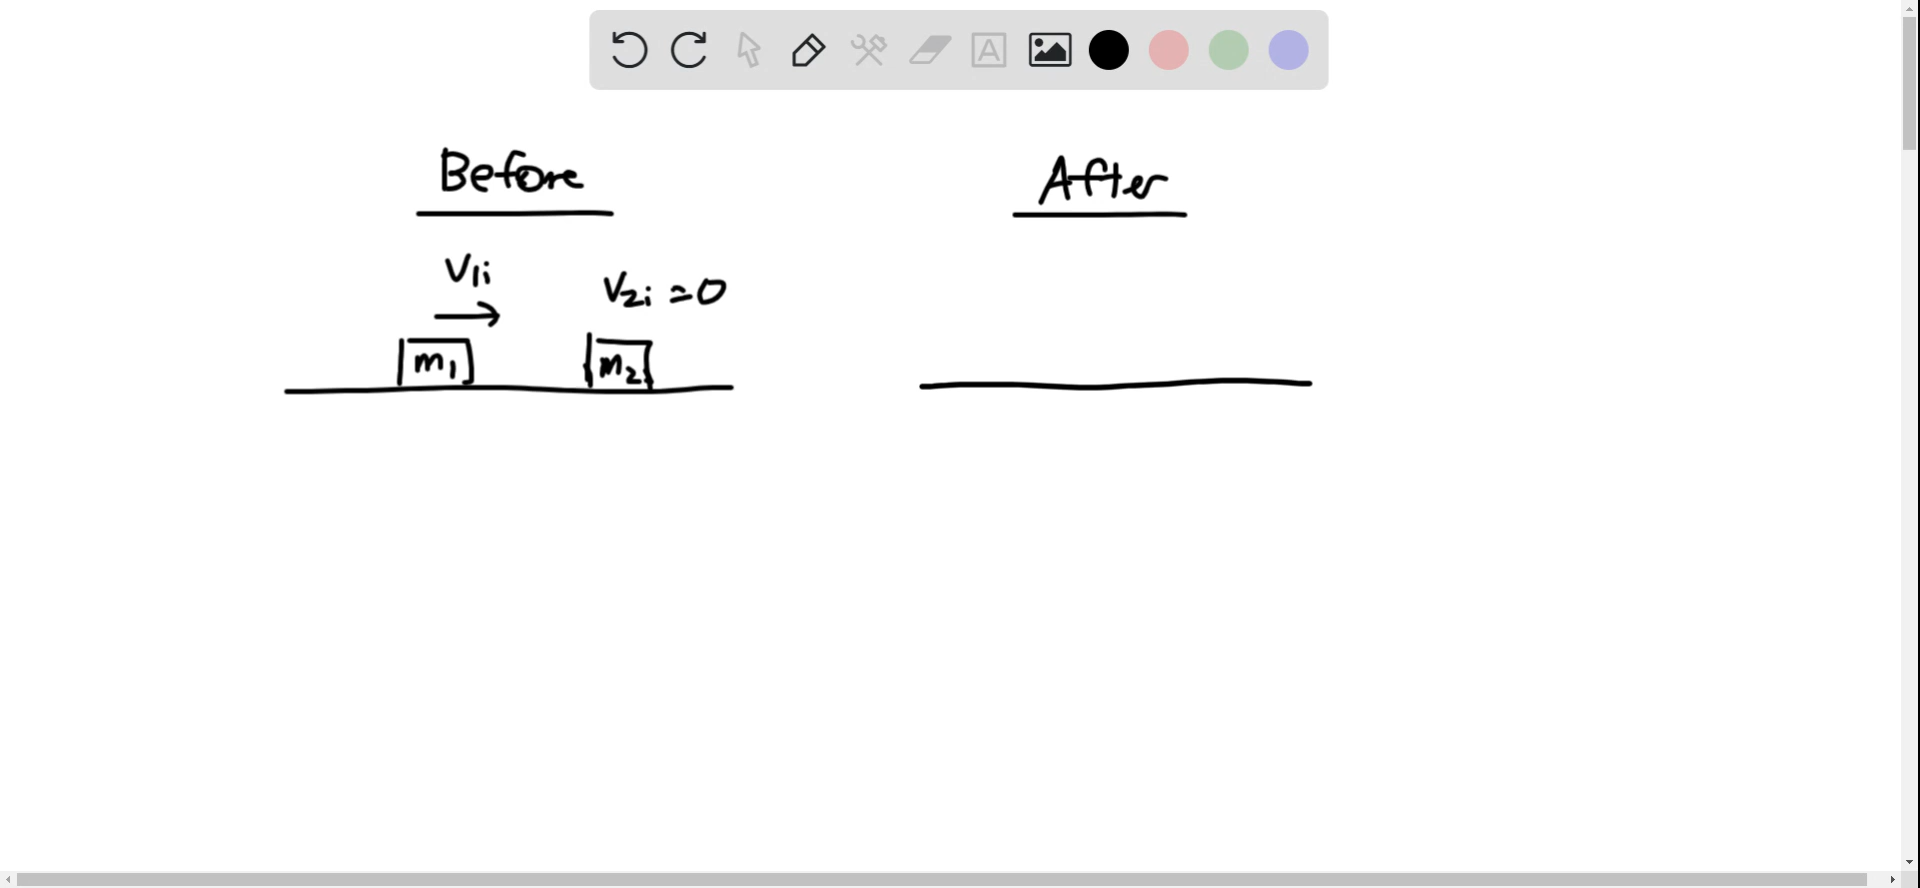 A
Before
After
V1i
V2i = 0
m1
m2